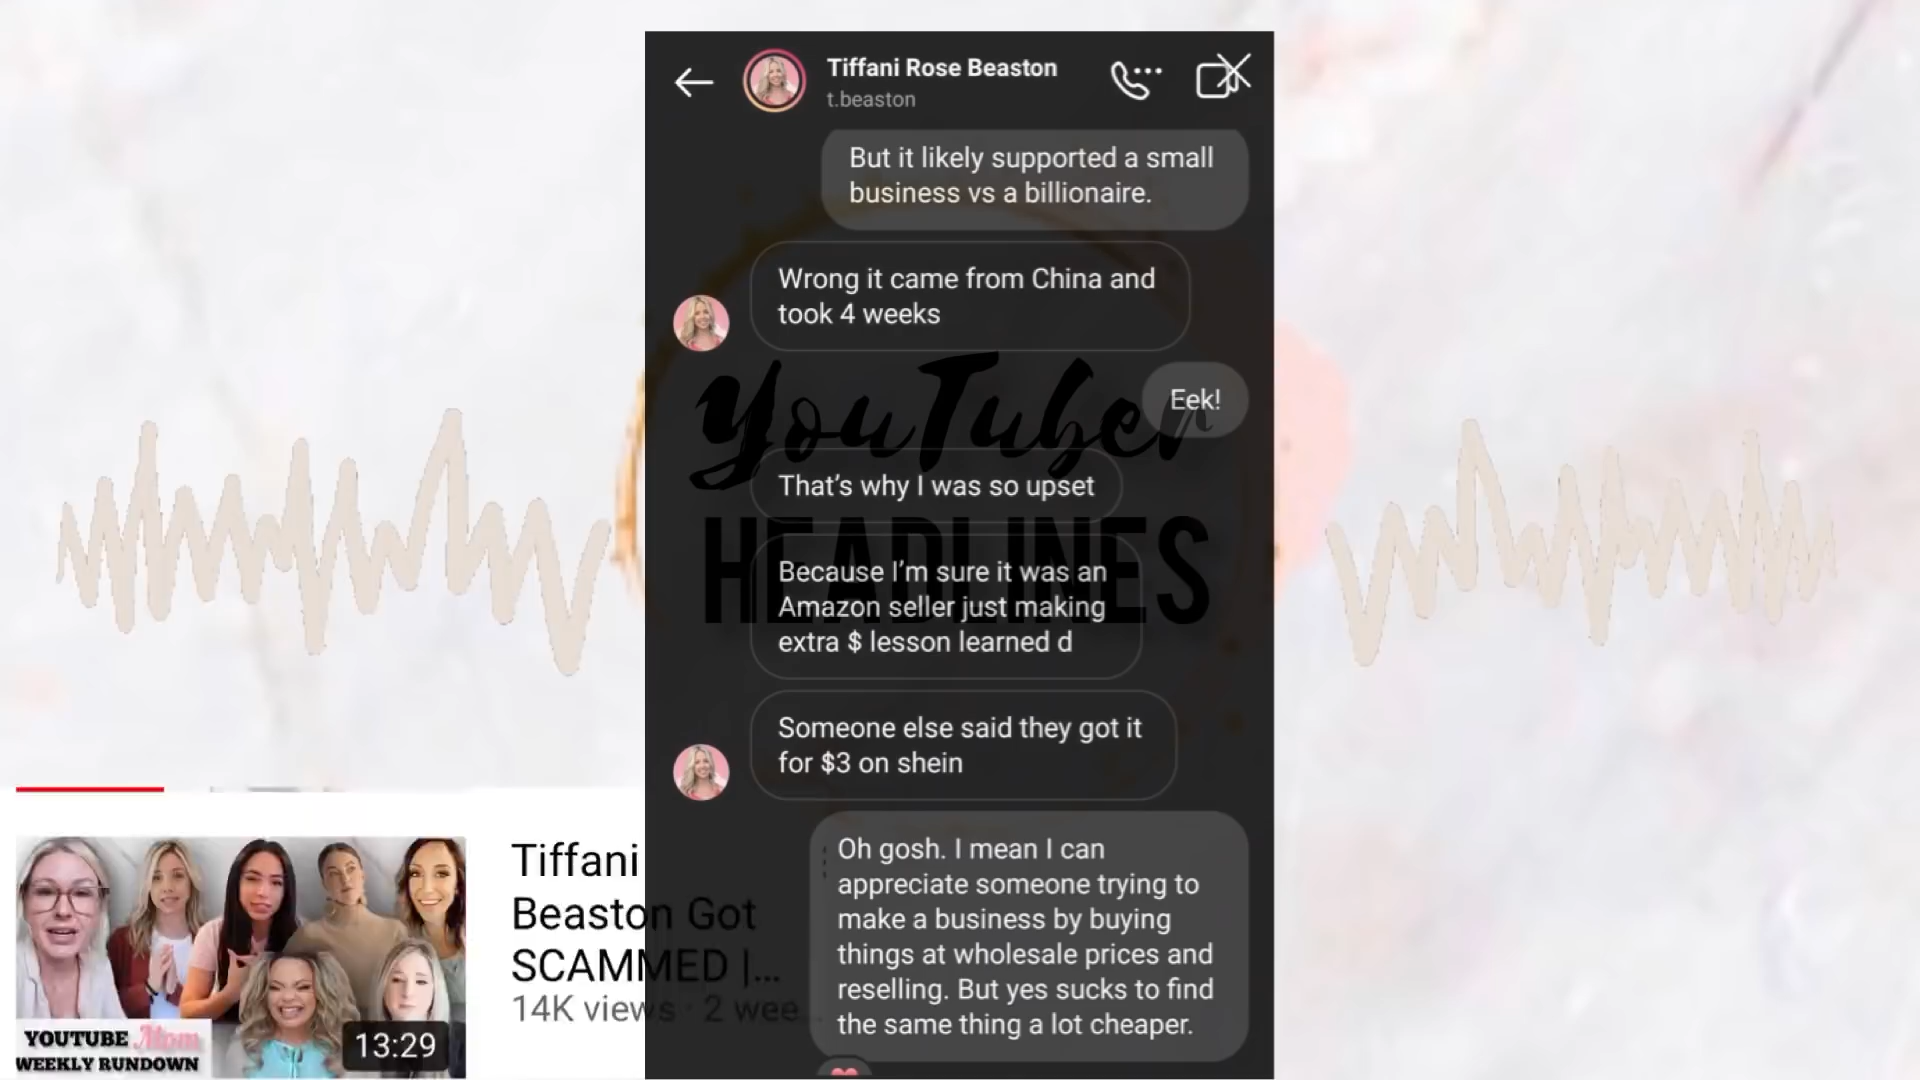 Tiffani Rose Beaston
t.beaston
But it likely supported a small
business vs a billionaire.
Wrong it came from China and
took 4 weeks
Eek!
YouTuber
HEADLINES
That's why I was so upset
Because I'm sure it was an
Amazon seller just making
extra $ lesson learned d
Someone else said they got it
for $3 on shein
Oh gosh. I mean I can
appreciate someone trying to
make a business by buying
things at wholesale prices and
reselling. But yes sucks to find
the same thing a lot cheaper.
Tiffani
Beaston Got
SCAMMED |...
14K views · 2 wee...
YOUTUBE Mom
WEEKLY RUNDOWN
13:29